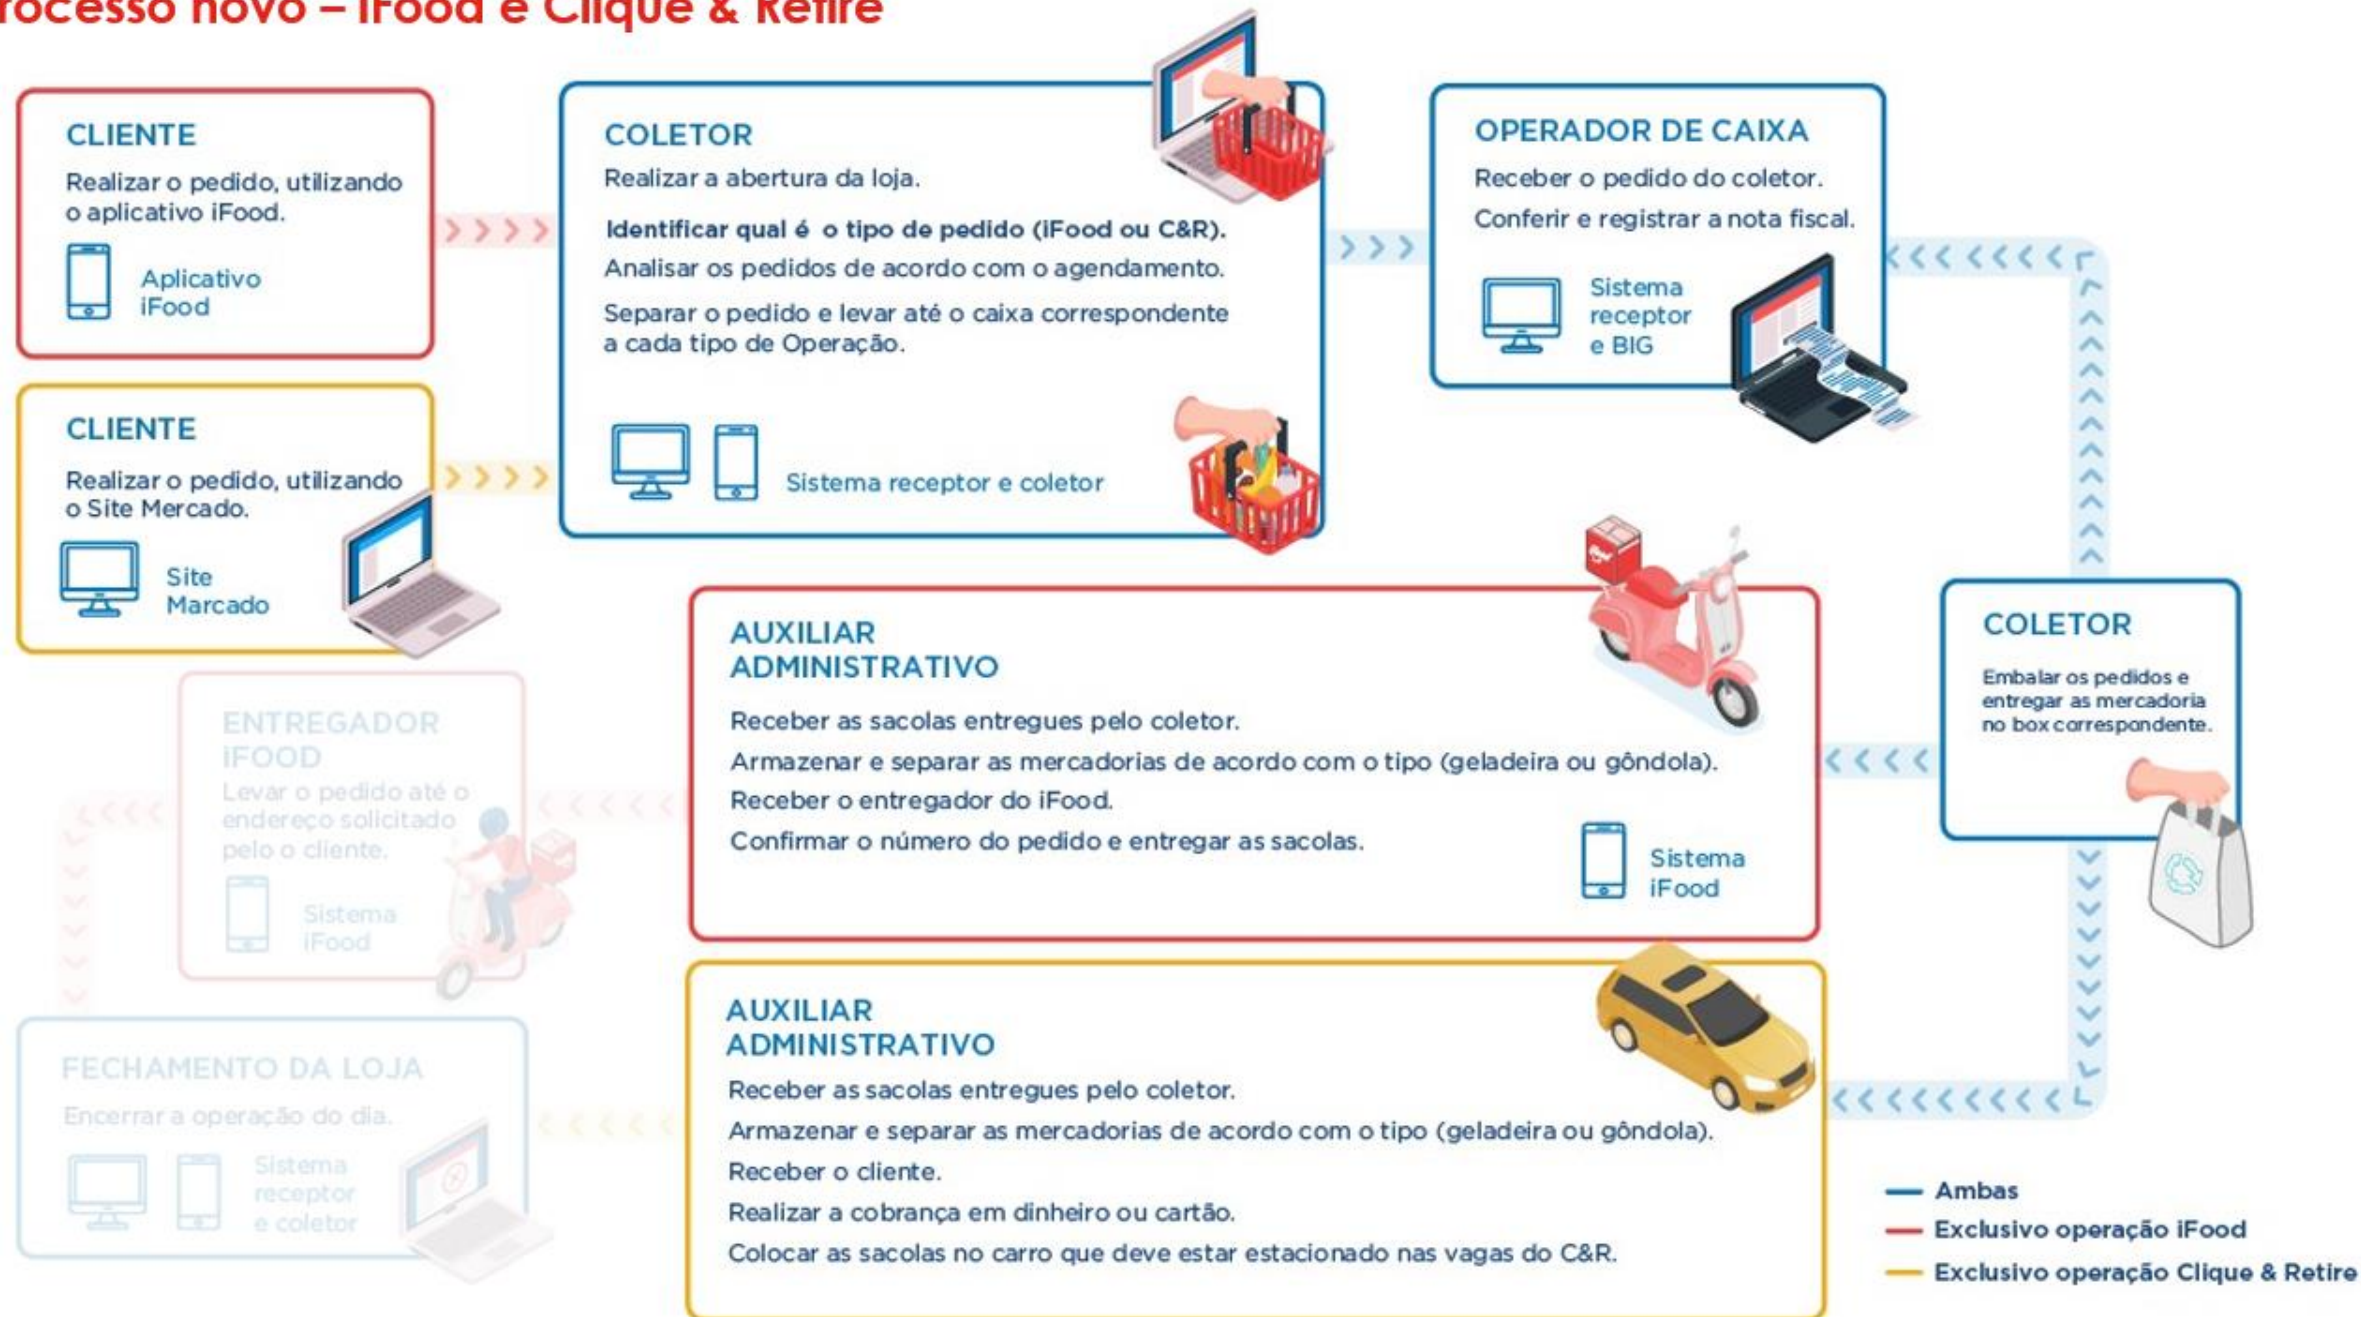 rocesso novo – iFood e Clique & Retire
CLIENTE
Realizar o pedido, utilizando
o aplicativo iFood.
Aplicativo
iFood
CLIENTE
Realizar o pedido, utilizando
o Site Mercado.
Site
Marcado
COLETOR
Realizar a abertura da loja.
Identificar qual é o tipo de pedido (iFood ou C&R).
Analisar os pedidos de acordo com o agendamento.
Separar o pedido e levar até o caixa correspondente
a cada tipo de Operação.
Sistema receptor e coletor
OPERADOR DE CAIXA
Receber o pedido do coletor.
Conferir e registrar a nota fiscal.
Sistema
receptor
e BIG
COLETOR
Embalar os pedidos e
entregar as mercadoria
no box correspondente.
AUXILIAR
ADMINISTRATIVO
Receber as sacolas entregues pelo coletor.
Armazenar e separar as mercadorias de acordo com o tipo (geladeira ou gôndola).
Receber o entregador do iFood.
Confirmar o número do pedido e entregar as sacolas.
Sistema
iFood
ENTREGADOR
iFOOD
Levar o pedido até o
endereço solicitado
pelo o cliente.
Sistema
iFood
AUXILIAR
ADMINISTRATIVO
Receber as sacolas entregues pelo coletor.
Armazenar e separar as mercadorias de acordo com o tipo (geladeira ou gôndola).
Receber o cliente.
Realizar a cobrança em dinheiro ou cartão.
Colocar as sacolas no carro que deve estar estacionado nas vagas do C&R.
FECHAMENTO DA LOJA
Encerrar a operação do dia.
Sistema
receptor
e coletor
Ambas
Exclusivo operação iFood
Exclusivo operação Clique & Retire